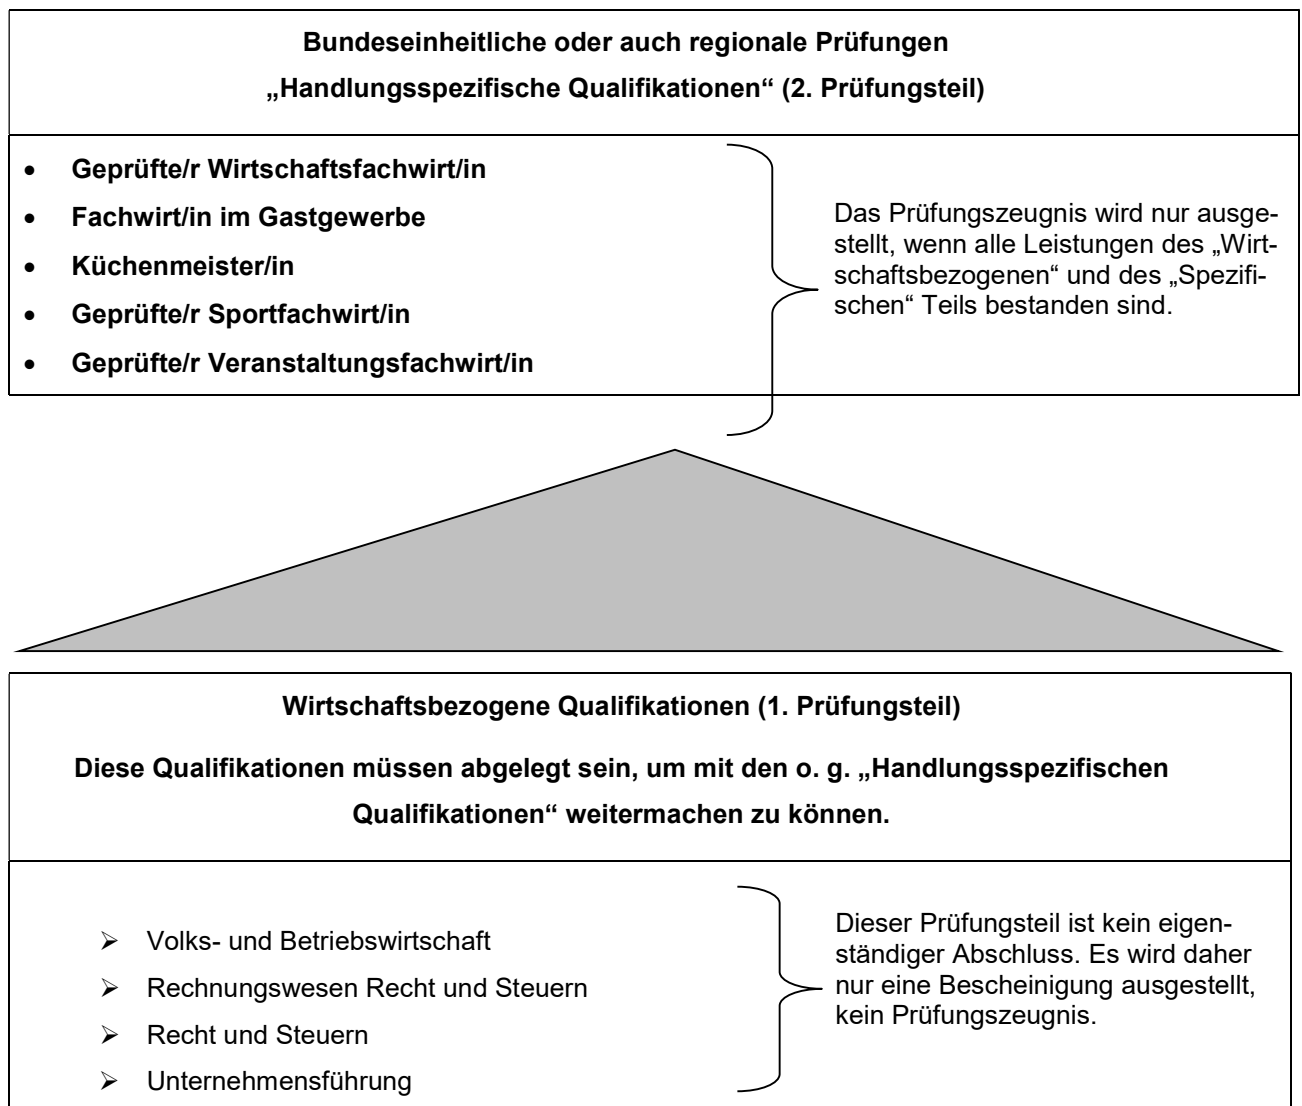 Bundeseinheitliche oder auch regionale Prüfungen
„Handlungsspezifische Qualifikationen“ (2. Prüfungsteil)
• Geprüfte/r Wirtschaftsfachwirt/in
• Fachwirt/in im Gastgewerbe
• Küchenmeister/in
• Geprüfte/r Sportfachwirt/in
• Geprüfte/r Veranstaltungsfachwirt/in
Das Prüfungszeugnis wird nur ausge-
stellt, wenn alle Leistungen des „Wirt-
schaftsbezogenen“ und des „Spezifi-
schen“ Teils bestanden sind.
Wirtschaftsbezogene Qualifikationen (1. Prüfungsteil)
Diese Qualifikationen müssen abgelegt sein, um mit den o. g. „Handlungsspezifischen
Qualifikationen“ weitermachen zu können.
➢ Volks- und Betriebswirtschaft
➢ Rechnungswesen Recht und Steuern
➢ Recht und Steuern
➢ Unternehmensführung
Dieser Prüfungsteil ist kein eigen-
ständiger Abschluss. Es wird daher
nur eine Bescheinigung ausgestellt,
kein Prüfungszeugnis.